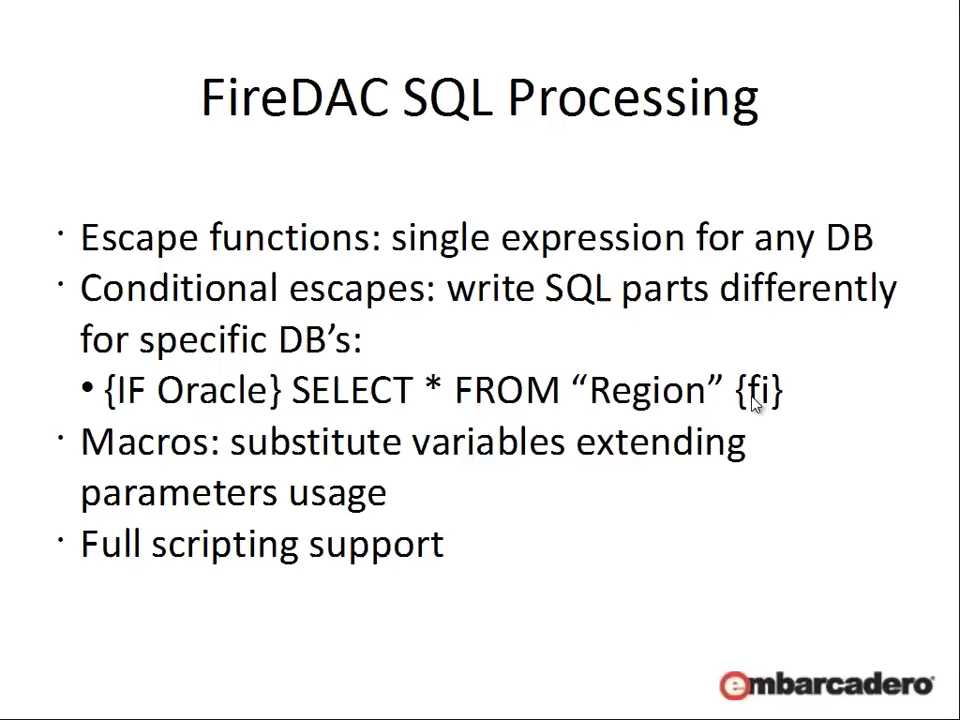 FireDAC SQL Processing
· Escape functions: single expression for any DB
· Conditional escapes: write SQL parts differently
for specific DB’s:
• {IF Oracle} SELECT * FROM “Region” {fi}
· Macros: substitute variables extending
parameters usage
· Full scripting support
embarcadero